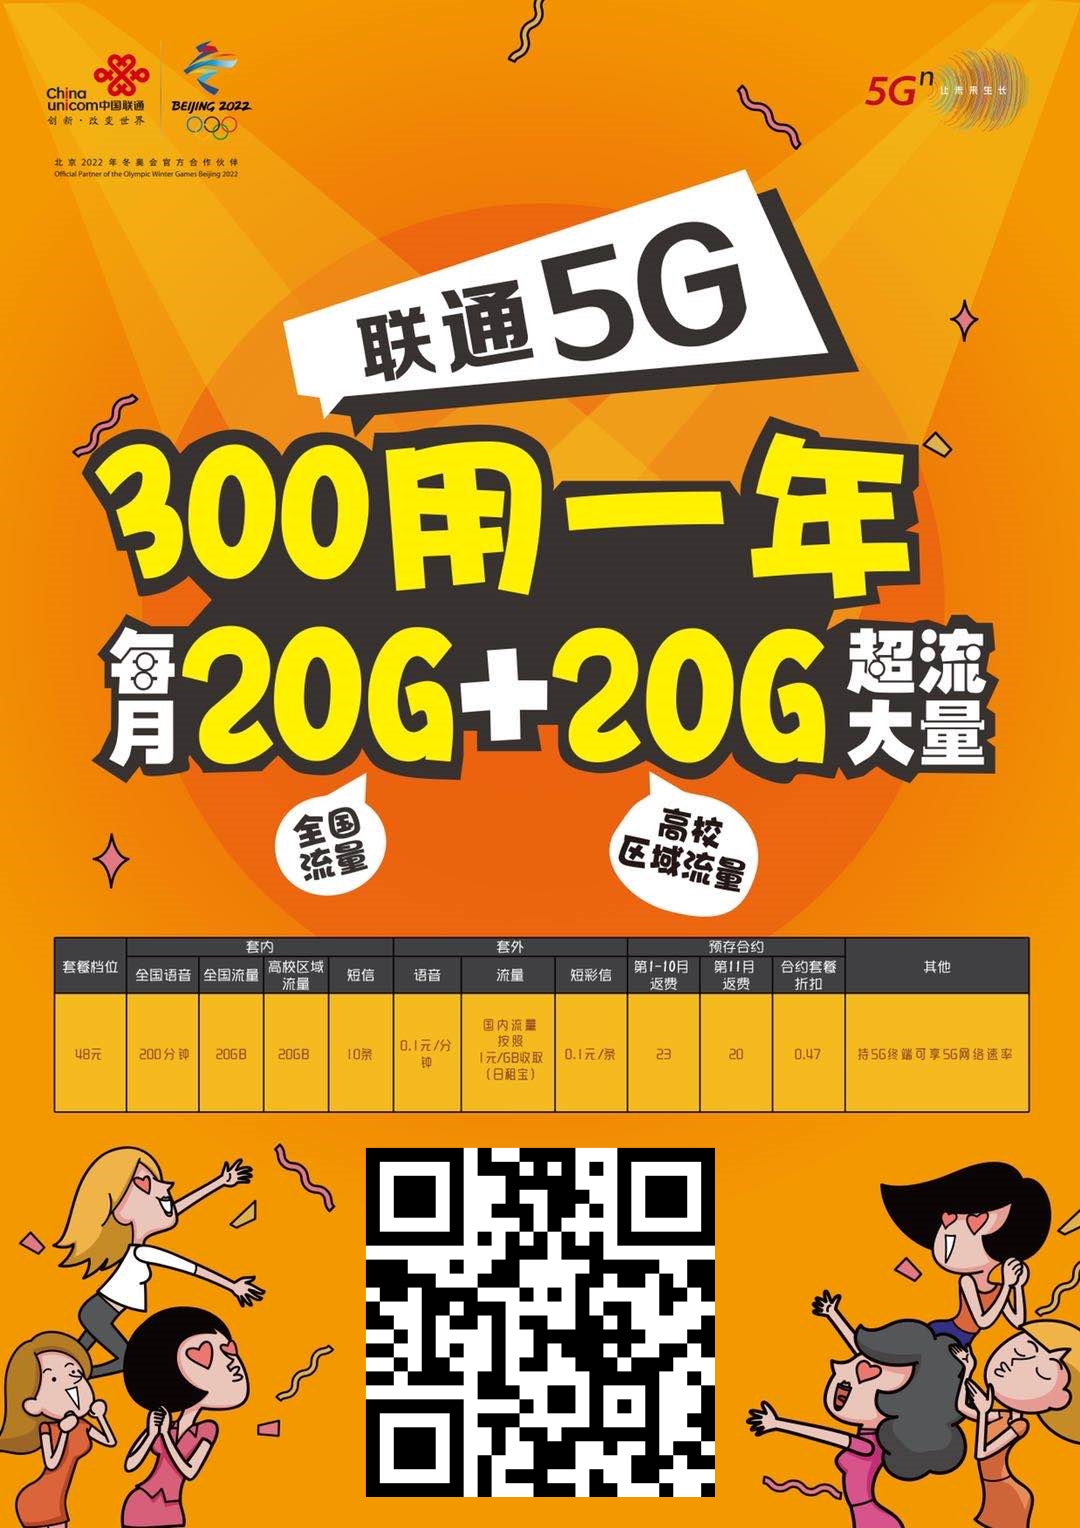 China
unicom中国联通
创新·改变世界
BEIJING 2022
北京2022年冬奥会官方合作伙伴
Official Partner of the Olympic Winter Games Beijing 2022
5Gⁿ 让未来生长
联通5G
300用一年
每月20G+20G超大流量
全国
流量
高校
区域流量
套餐档位 套内 套外 预存合约 其他
全国语音 全国流量 高校区域流量 短信 语音 流量 短彩信 第1-10月返费 第11月返费 合约套餐折扣
48元 200分钟 20GB 20GB 10条 0.1元/分钟 国内流量按照1元/GB收取(日租宝) 0.1元/条 23 20 0.47 持5G终端可享5G网络速率